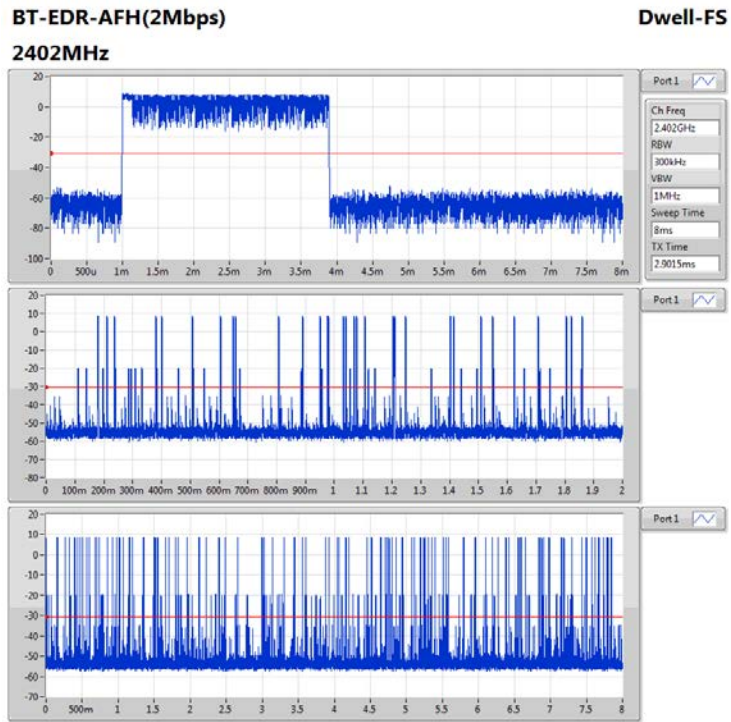 BT-EDR-AFH(2Mbps) Dwell-FS
2402MHz
20
0
-20
-40
-60
-80
-100
0 500u 1m 1.5m 2m 2.5m 3m 3.5m 4m 4.5m 5m 5.5m 6m 6.5m 7m 7.5m 8m
Port 1
Ch Freq
2.402GHz
RBW
300kHz
VBW
1MHz
Sweep Time
8ms
TX Time
2.9015ms
20
10
0
-10
-20
-30
-40
-50
-60
-70
-80
0 100m 200m 300m 400m 500m 600m 700m 800m 900m 1 1.1 1.2 1.3 1.4 1.5 1.6 1.7 1.8 1.9 2
Port 1
20
10
0
-10
-20
-30
-40
-50
-60
-70
0 500m 1 1.5 2 2.5 3 3.5 4 4.5 5 5.5 6 6.5 7 7.5 8
Port 1